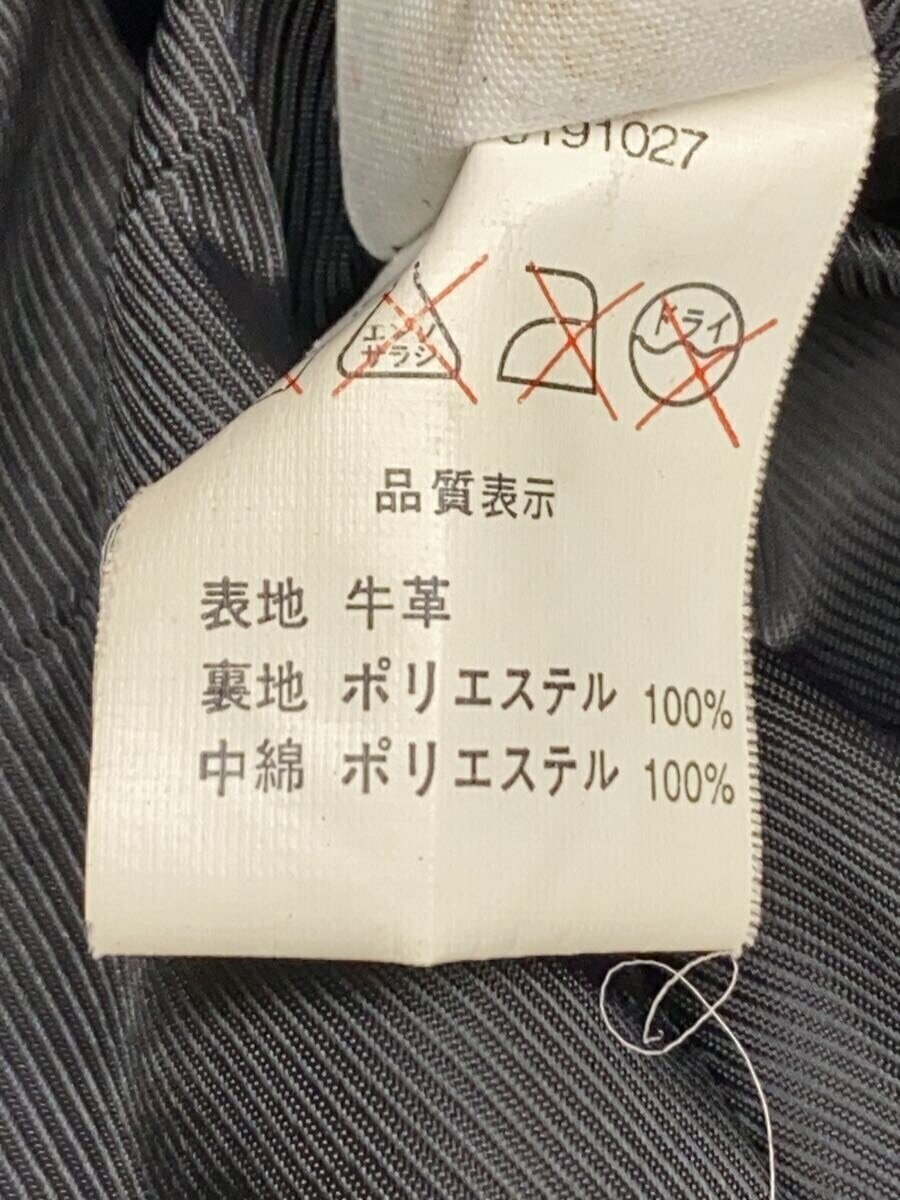 191027
エンソ
サラシ
ドライ
品質表示
表地 牛革
裏地 ポリエステル 100%
中綿 ポリエステル 100%